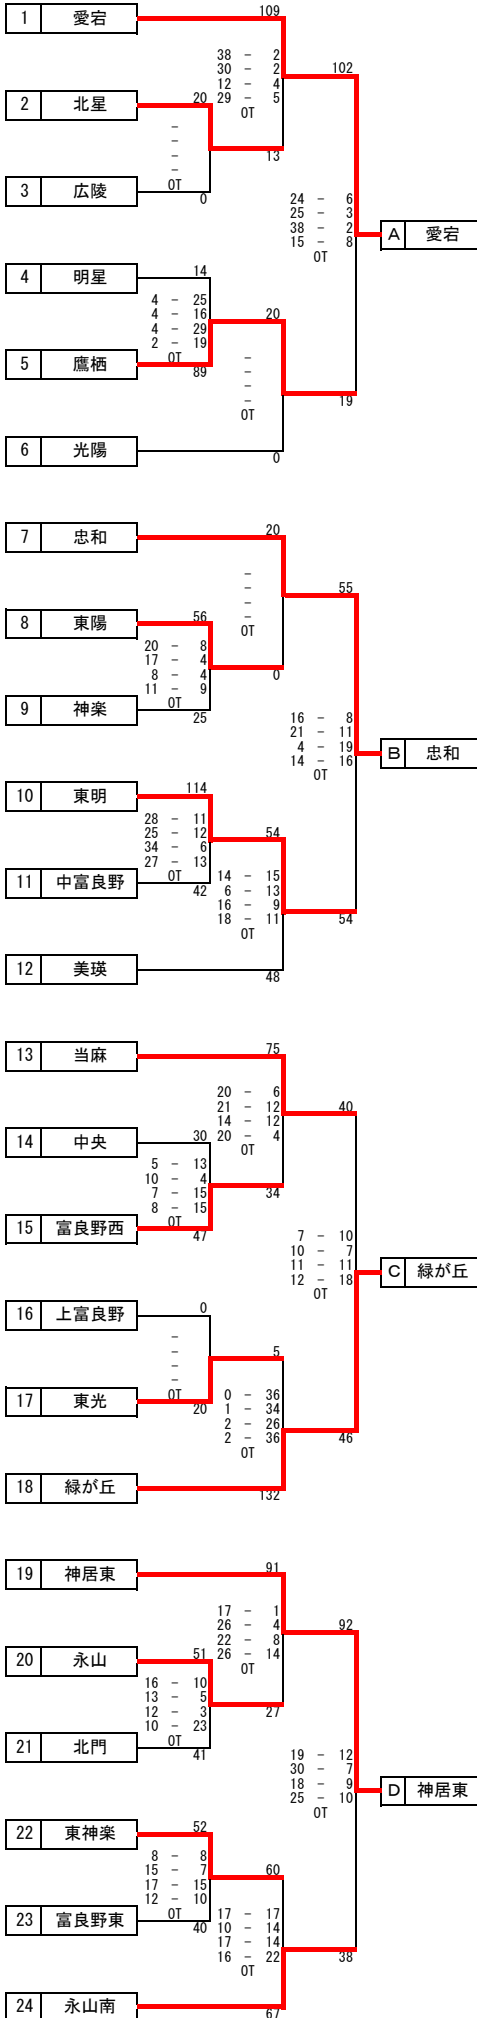 1 愛宕
109
38 - 2
30 - 2
12 - 4
29 - 5
OT
102
2 北星
20
-
-
-
-
OT
13
3 広陵
0
24 - 6
25 - 3
38 - 2
15 - 8
OT
A 愛宕
4 明星
14
4 - 25
4 - 16
4 - 29
2 - 19
OT
20
5 鷹栖
89
-
-
-
-
OT
19
6 光陽
0
7 忠和
20
-
-
-
-
OT
55
8 東陽
56
20 - 8
17 - 4
8 - 4
11 - 9
OT
0
9 神楽
25
16 - 8
21 - 11
4 - 19
14 - 16
OT
B 忠和
10 東明
114
28 - 11
25 - 12
34 - 6
27 - 13
OT
54
11 中富良野
42
14 - 15
6 - 13
16 - 9
18 - 11
OT
54
12 美瑛
48
13 当麻
75
20 - 6
21 - 12
14 - 12
20 - 4
OT
40
14 中央
30
5 - 13
10 - 4
7 - 15
8 - 15
OT
34
15 富良野西
47
7 - 10
10 - 7
11 - 11
12 - 18
OT
C 緑が丘
16 上富良野
0
-
-
-
-
OT
5
17 東光
20
0 - 36
1 - 34
2 - 26
2 - 36
OT
46
18 緑が丘
132
19 神居東
91
17 - 1
26 - 4
22 - 8
26 - 14
OT
92
20 永山
51
16 - 10
13 - 5
12 - 3
10 - 23
OT
27
21 北門
41
19 - 12
30 - 7
18 - 9
25 - 10
OT
D 神居東
22 東神楽
52
8 - 8
15 - 7
17 - 15
12 - 10
OT
60
23 富良野東
40
17 - 17
10 - 14
17 - 14
16 - 22
OT
38
24 永山南
67